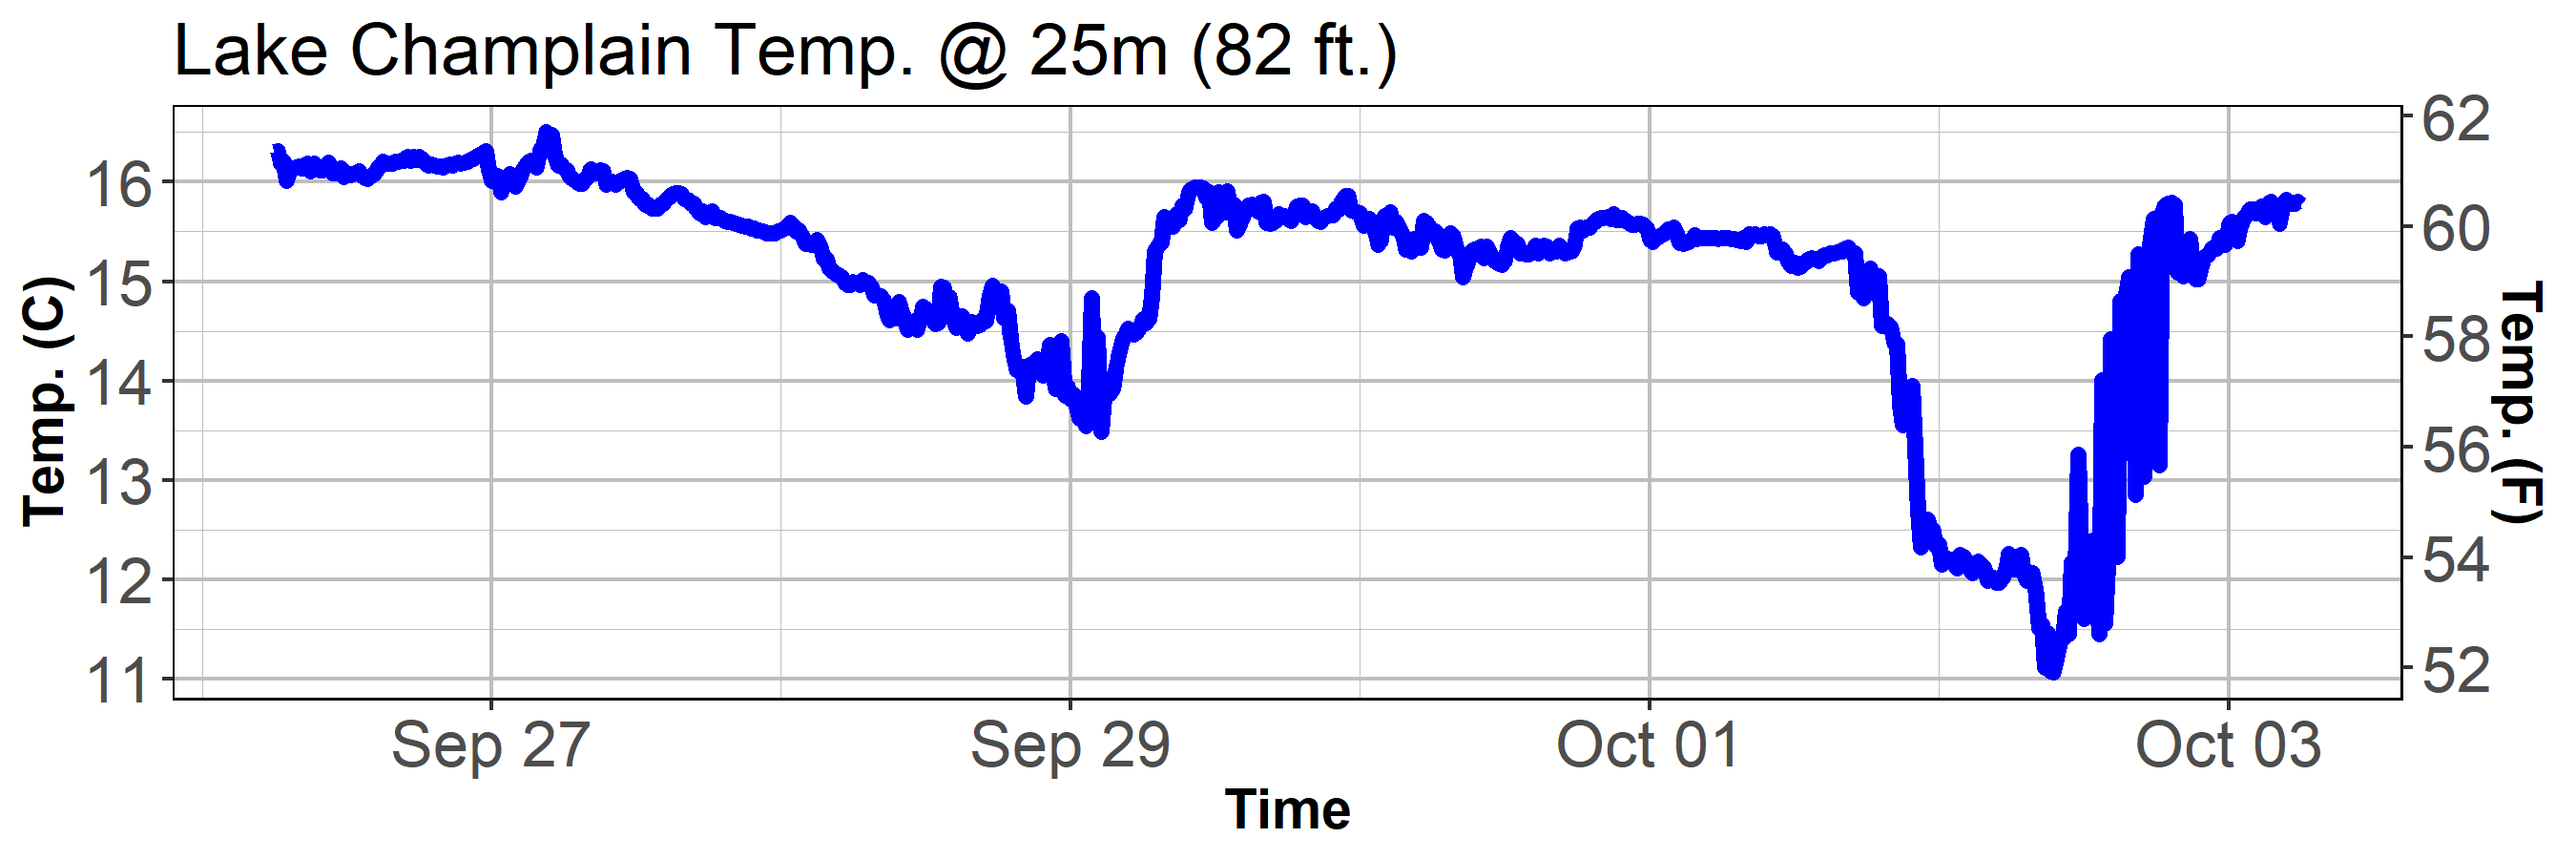 Lake Champlain Temp. @ 25m (82 ft.)
Temp. (C)
16
15
14
13
12
11
62
60
58
56
54
52
Temp. (F)
Sep 27 Sep 29 Oct 01 Oct 03
Time